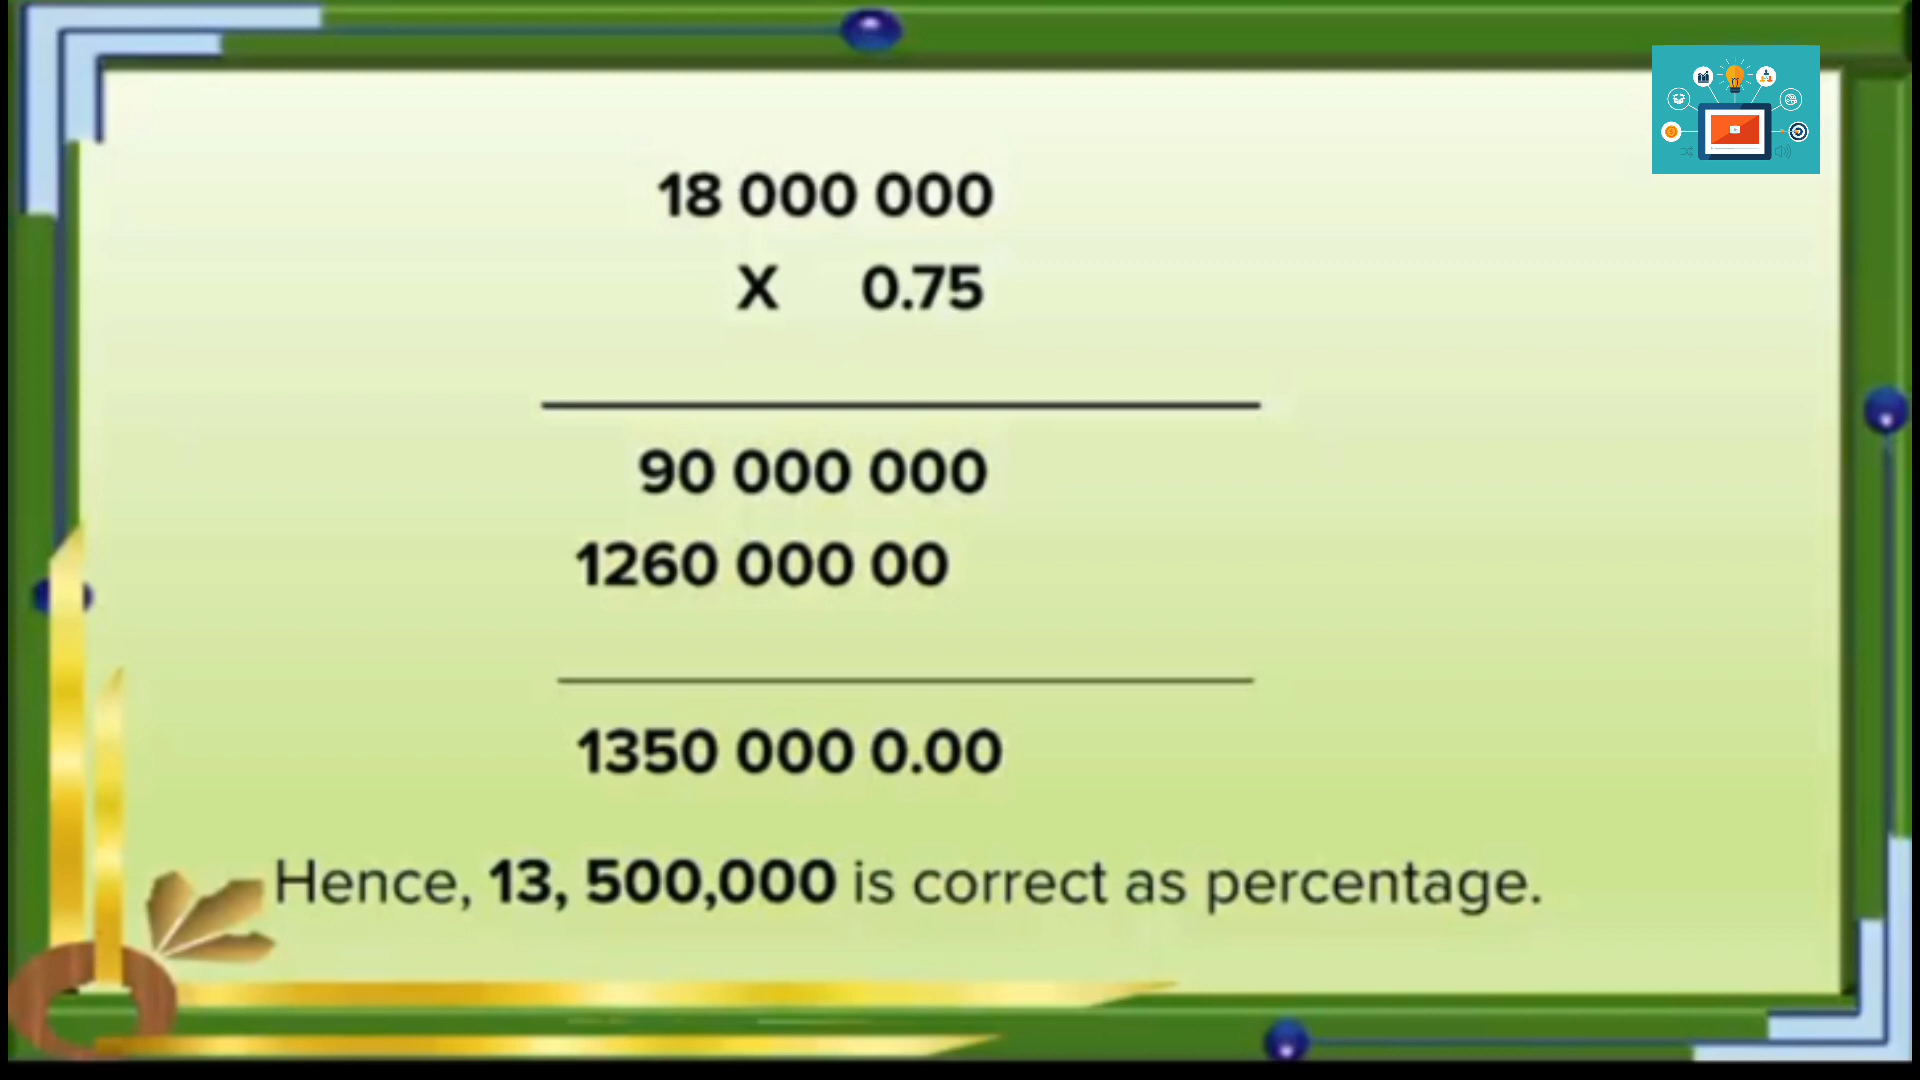 18 000 000
X 0.75
90 000 000
1260 000 00
1350 000 0.00
Hence, 13, 500,000 is correct as percentage.